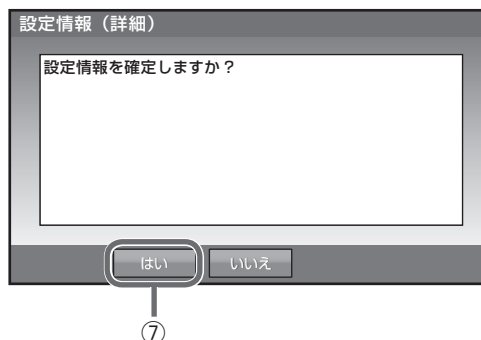 設定情報（詳細）
設定情報を確定しますか？
はい いいえ
⑦